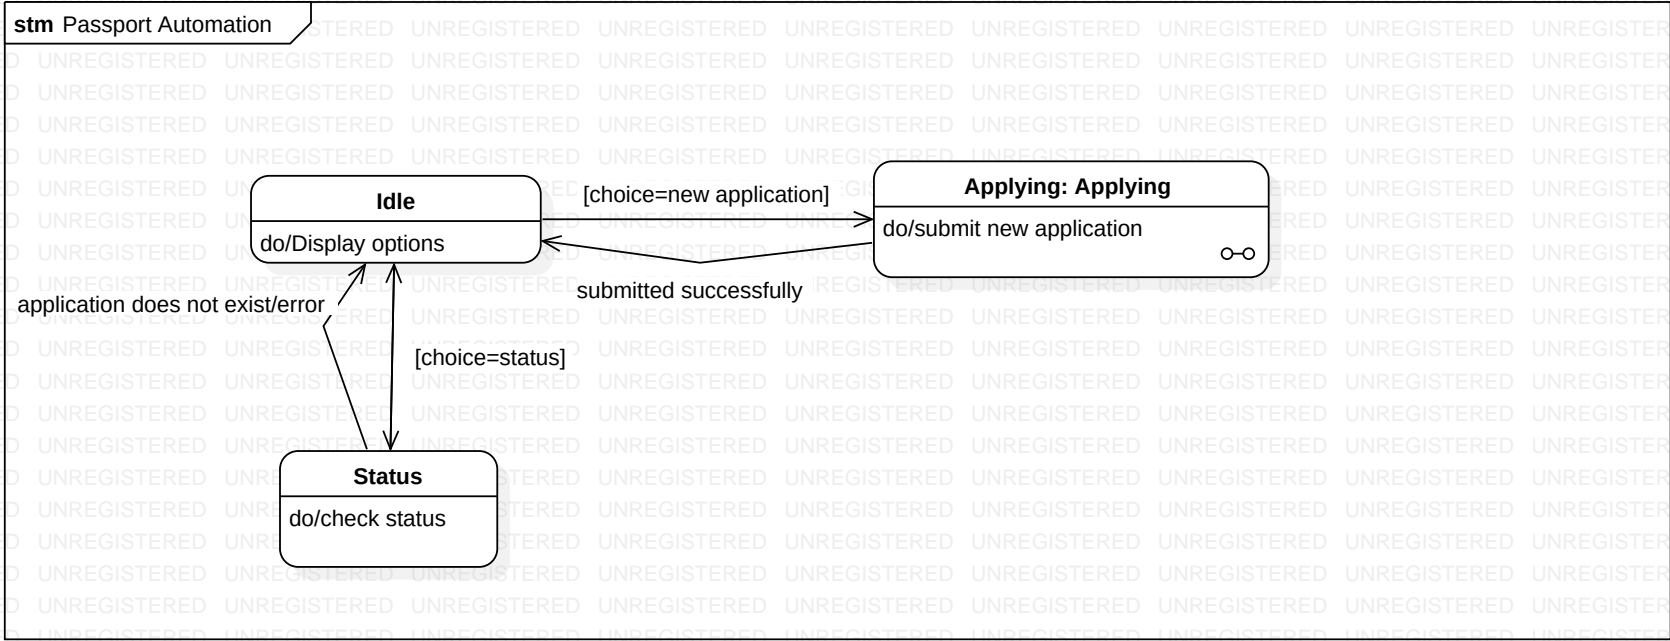 stm Passport Automation
Idle
do/Display options
[choice=new application]
Applying: Applying
do/submit new application
submitted successfully
application does not exist/error
[choice=status]
Status
do/check status
UNREGISTERED